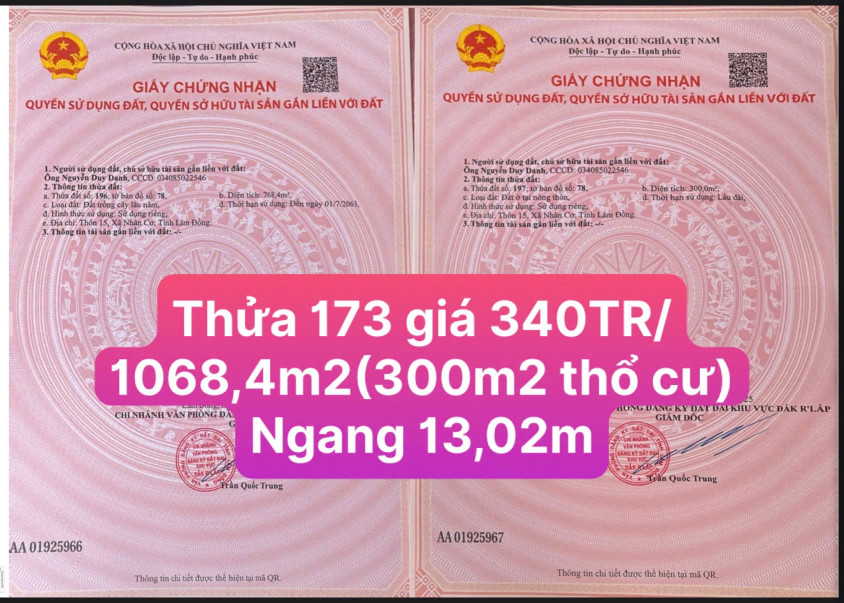 CỘNG HÒA XÃ HỘI CHỦ NGHĨA VIỆT NAM
Độc lập - Tự do - Hạnh phúc
GIẤY CHỨNG NHẬN
QUYỀN SỬ DỤNG ĐẤT, QUYỀN SỞ HỮU TÀI SẢN GẮN LIỀN VỚI ĐẤT
1. Người sử dụng đất, chủ sở hữu tài sản gắn liền với đất:
Ông Nguyễn Duy Danh, CCCD: 034085022546
2. Thông tin thửa đất:
a. Thửa đất số: 196, tờ bản đồ số: 78, b. Diện tích: 768,4m²,
c. Loại đất: Đất trồng cây lâu năm, d. Thời hạn sử dụng: Đến ngày 01/7/2063,
đ. Hình thức sử dụng: Sử dụng riêng,
e. Địa chỉ: Thôn 15, Xã Nhân Cơ, Tỉnh Lâm Đồng.
3. Thông tin tài sản gắn liền với đất: -/-
CHI NHÁNH VĂN PHÒNG
Trần Quốc Trung
AA 01925966
Thông tin chi tiết được thể hiện tại mã QR.
CỘNG HÒA XÃ HỘI CHỦ NGHĨA VIỆT NAM
Độc lập - Tự do - Hạnh phúc
GIẤY CHỨNG NHẬN
QUYỀN SỬ DỤNG ĐẤT, QUYỀN SỞ HỮU TÀI SẢN GẮN LIỀN VỚI ĐẤT
1. Người sử dụng đất, chủ sở hữu tài sản gắn liền với đất:
Ông Nguyễn Duy Danh, CCCD: 034085022546
2. Thông tin thửa đất:
a. Thửa đất số: 197, tờ bản đồ số: 78, b. Diện tích: 300,0m²,
c. Loại đất: Đất ở tại nông thôn, d. Thời hạn sử dụng: Lâu dài,
đ. Hình thức sử dụng: Sử dụng riêng,
e. Địa chỉ: Thôn 15, Xã Nhân Cơ, Tỉnh Lâm Đồng.
3. Thông tin tài sản gắn liền với đất: -/-
Thửa 173 giá 340TR/
1068,4m2(300m2 thổ cư)
Ngang 13,02m
ĐĂNG KÝ ĐẤT ĐAI KHU VỰC ĐẮK R'LẤP
GIÁM ĐỐC
CHI NHÁNH
VĂN PHÒNG
ĐĂNG KÝ ĐẤT ĐAI
KHU VỰC
Trần Quốc Trung
AA 01925967
Thông tin chi tiết được thể hiện tại mã QR.